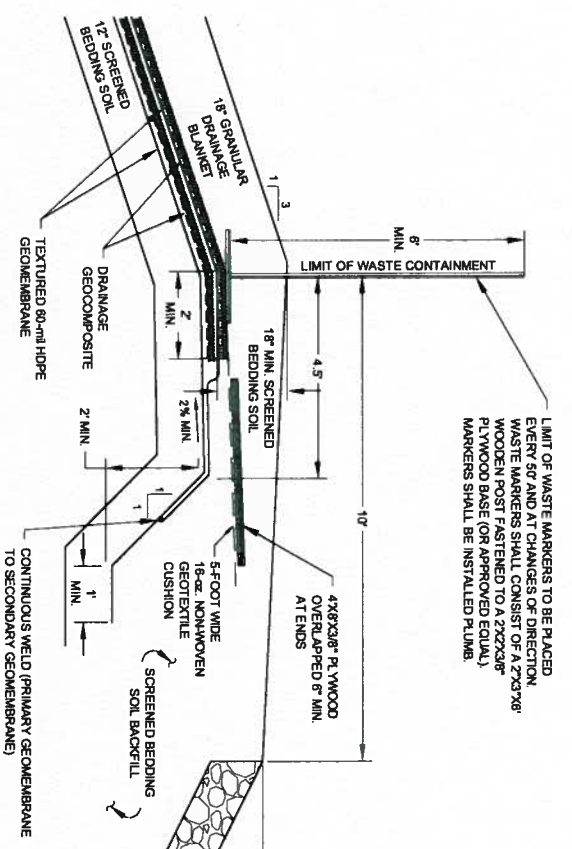 LIMIT OF WASTE MARKERS TO BE PLACED
EVERY 50' AND AT CHANGES OF DIRECTION.
WASTE MARKERS SHALL CONSIST OF A 2"X3"X6'
WOODEN POST FASTENED TO A 2'X2'X3/8"
PLYWOOD BASE (OR APPROVED EQUAL).
MARKERS SHALL BE INSTALLED PLUMB.
6'
MIN.
LIMIT OF WASTE CONTAINMENT
10'
4.5'
1
3
18" GRANULAR
DRAINAGE
BLANKET
18" MIN. SCREENED
BEDDING SOIL
4'X8'X3/8" PLYWOOD
OVERLAPPED 6" MIN.
AT ENDS
12" SCREENED
BEDDING SOIL
2'
MIN.
2% MIN.
5-FOOT WIDE
16-oz. NON-WOVEN
GEOTEXTILE
CUSHION
DRAINAGE
GEOCOMPOSITE
2' MIN.
1
1
SCREENED BEDDING
SOIL BACKFILL
TEXTURED 60-mil HDPE
GEOMEMBRANE
1'
MIN.
CONTINUOUS WELD (PRIMARY GEOMEMBRANE
TO SECONDARY GEOMEMBRANE)